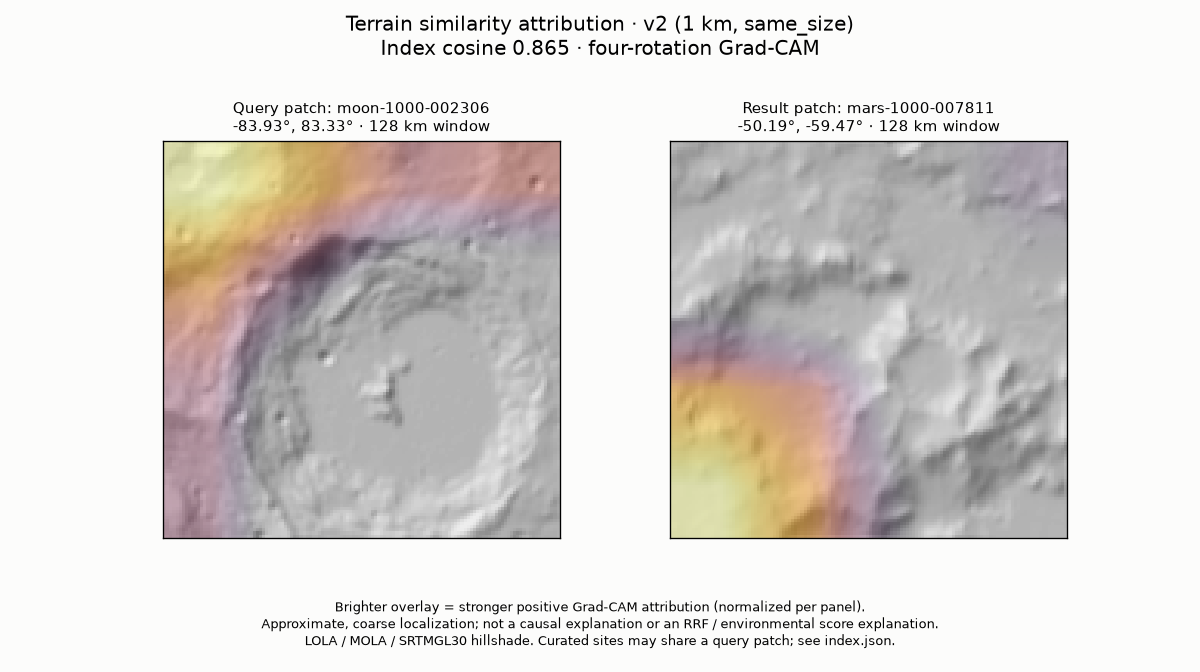 Terrain similarity attribution · v2 (1 km, same_size)
Index cosine 0.865 · four-rotation Grad-CAM
Query patch: moon-1000-002306
-83.93°, 83.33° · 128 km window
Result patch: mars-1000-007811
-50.19°, -59.47° · 128 km window
Brighter overlay = stronger positive Grad-CAM attribution (normalized per panel).
Approximate, coarse localization; not a causal explanation or an RRF / environmental score explanation.
LOLA / MOLA / SRTMGL30 hillshade. Curated sites may share a query patch; see index.json.